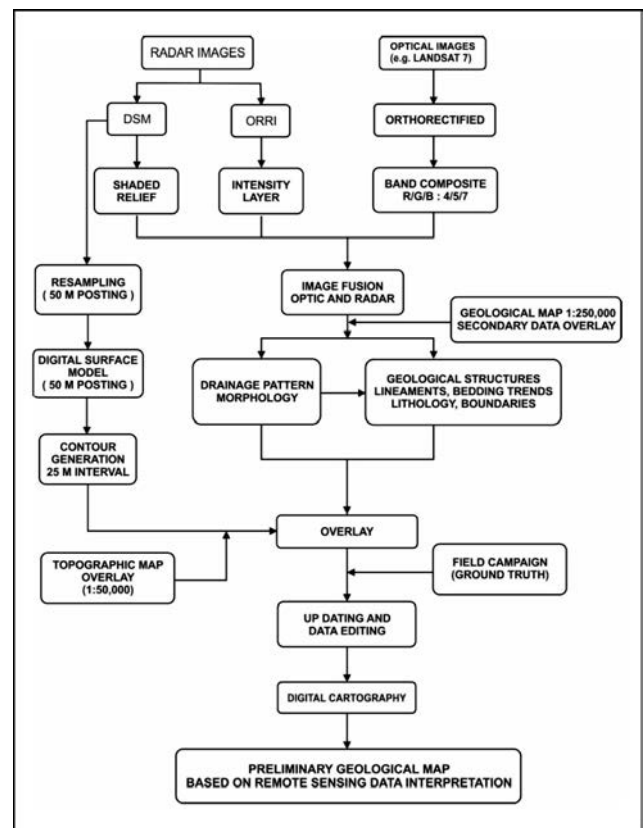 RADAR IMAGES
OPTICAL IMAGES
(e.g. LANDSAT 7)
DSM
ORRI
ORTHORECTIFIED
SHADED
RELIEF
INTENSITY
LAYER
BAND COMPOSITE
R/G/B : 4/5/7
RESAMPLING
( 50 M POSTING )
IMAGE FUSION
OPTIC AND RADAR
GEOLOGICAL MAP 1:250,000
SECONDARY DATA OVERLAY
DIGITAL SURFACE
MODEL
( 50 M POSTING )
DRAINAGE PATTERN
MORPHOLOGY
GEOLOGICAL STRUCTURES
LINEAMENTS, BEDDING TRENDS
LITHOLOGY, BOUNDARIES
CONTOUR
GENERATION
25 M INTERVAL
OVERLAY
TOPOGRAPHIC MAP
OVERLAY
(1:50,000)
FIELD CAMPAIGN
(GROUND TRUTH)
UP DATING AND
DATA EDITING
DIGITAL CARTOGRAPHY
PRELIMINARY GEOLOGICAL MAP
BASED ON REMOTE SENSING DATA INTERPRETATION